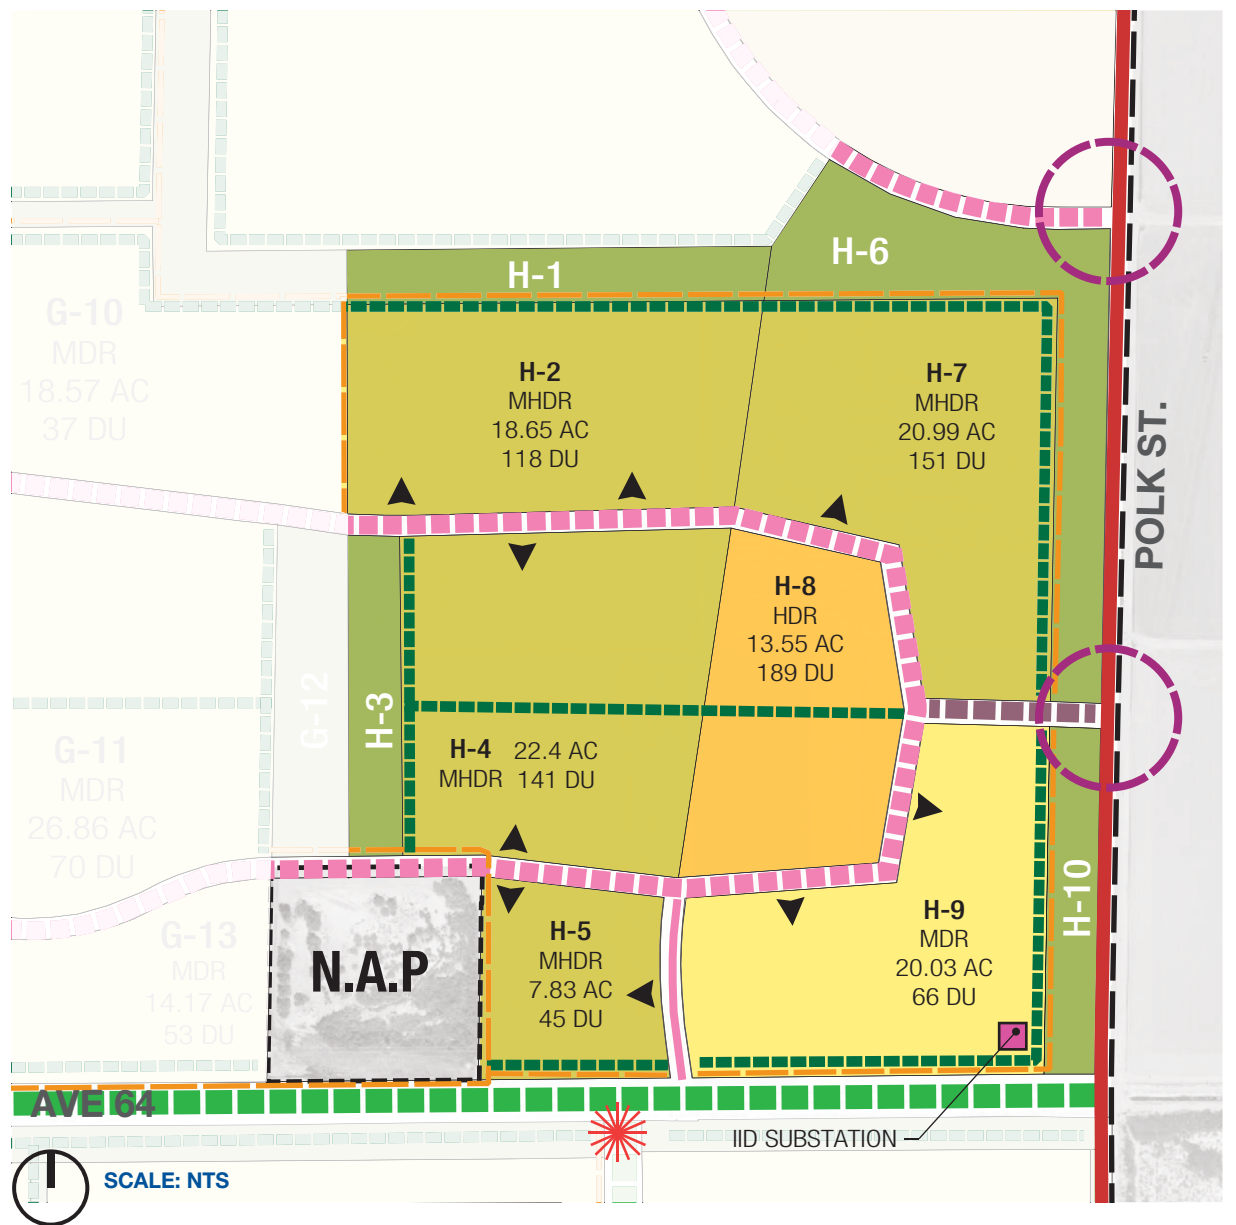 H-6
H-1
G-10
MDR
18.57 AC
37 DU
H-2
MHDR
18.65 AC
118 DU
H-7
MHDR
20.99 AC
151 DU
POLK ST.
H-8
HDR
13.55 AC
189 DU
G-12
H-3
G-11
MDR
26.86 AC
70 DU
H-4 22.4 AC
MHDR 141 DU
H-10
G-13
MDR
14.17 AC
53 DU
N.A.P
H-5
MHDR
7.83 AC
45 DU
H-9
MDR
20.03 AC
66 DU
AVE 64
IID SUBSTATION
SCALE: NTS